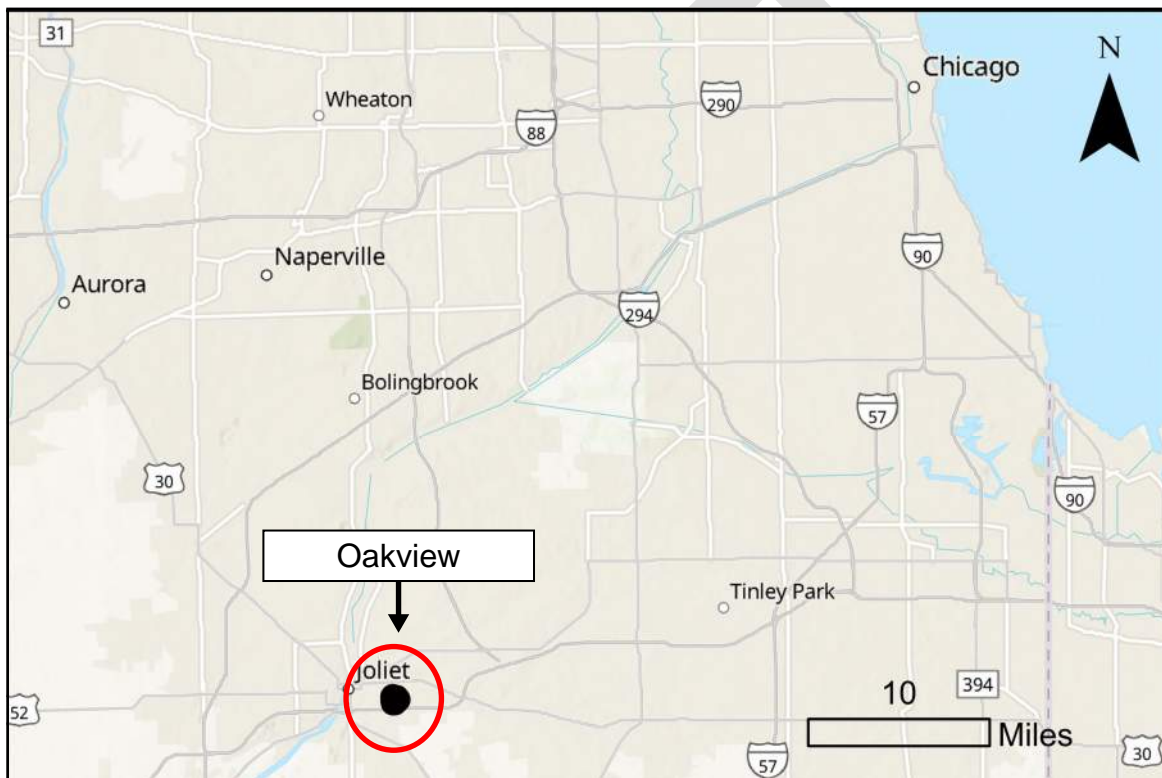 31
Chicago
N
Wheaton
290
88
Naperville
90
Aurora
294
Bolingbrook
57
30
90
Oakview
Tinley Park
Joliet
10
394
52
Miles
57
30